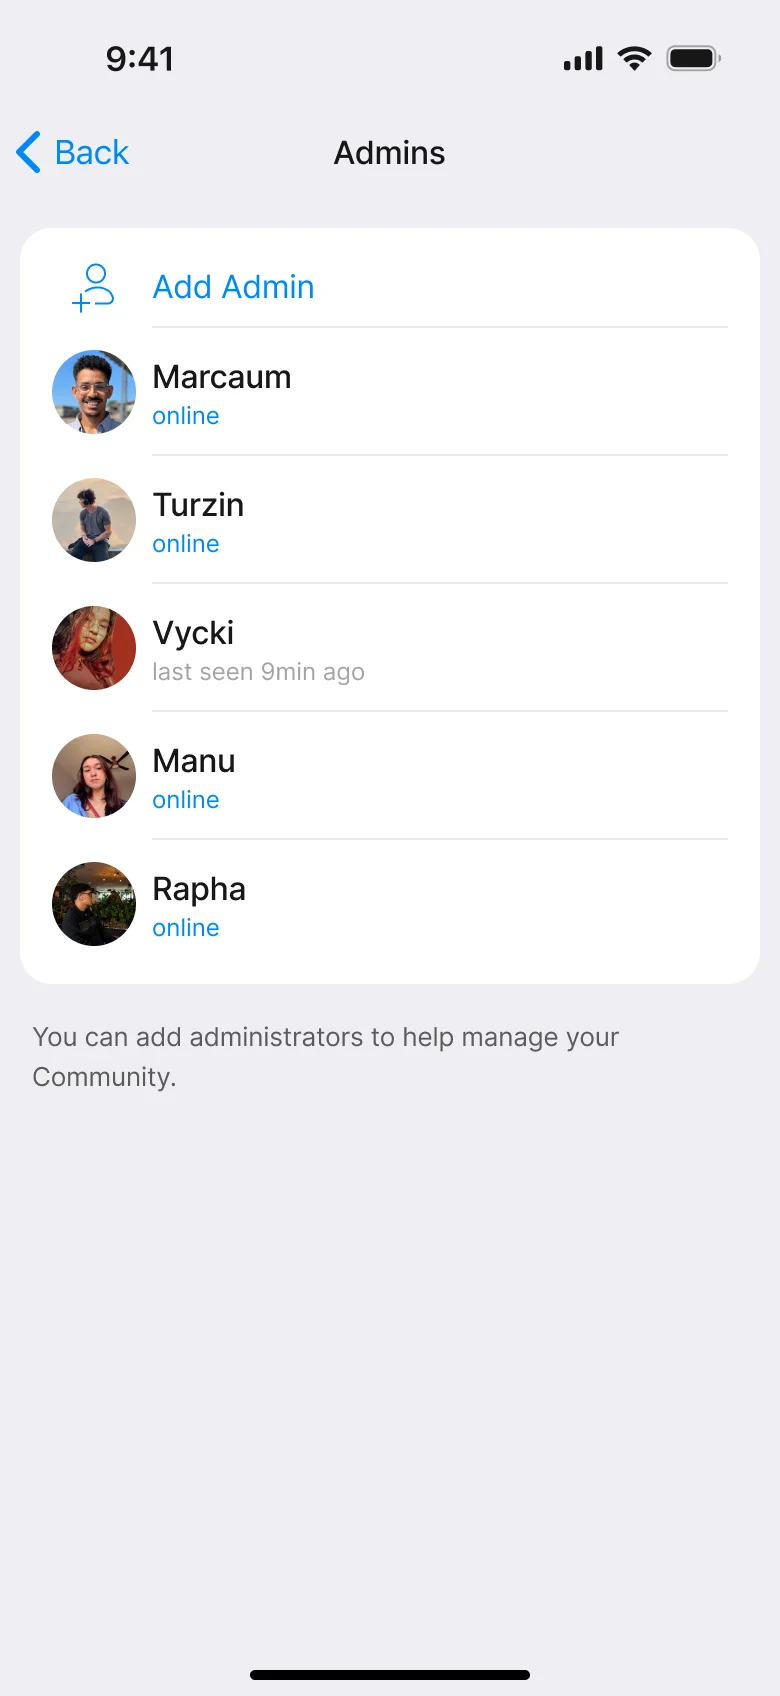 9:41
Back
Admins
Add Admin
Marcaum
online
Turzin
online
Vycki
last seen 9min ago
Manu
online
Rapha
online
You can add administrators to help manage your
Community.